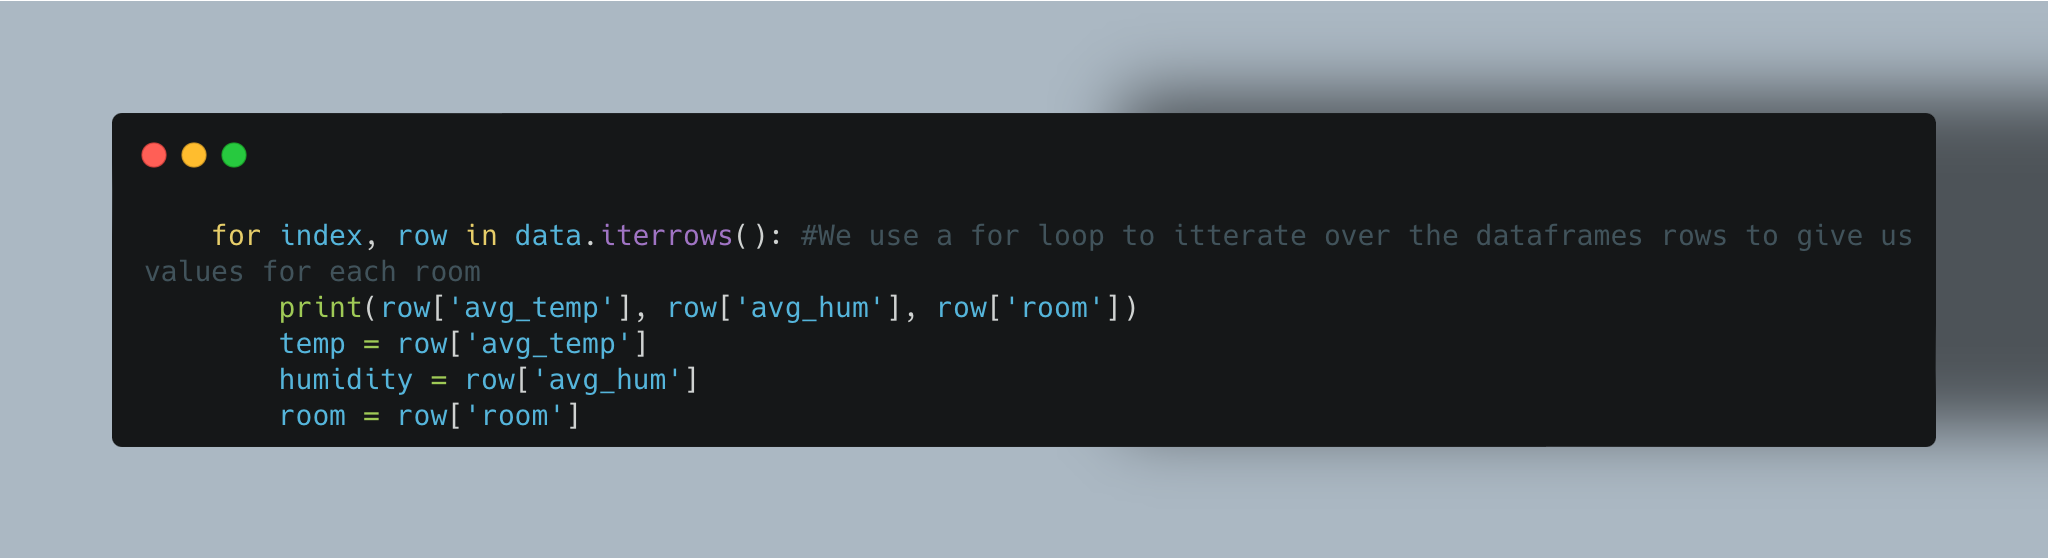 for index, row in data.iterrows(): #We use a for loop to itterate over the dataframes rows to give us
values for each room
        print(row['avg_temp'], row['avg_hum'], row['room'])
        temp = row['avg_temp']
        humidity = row['avg_hum']
        room = row['room']